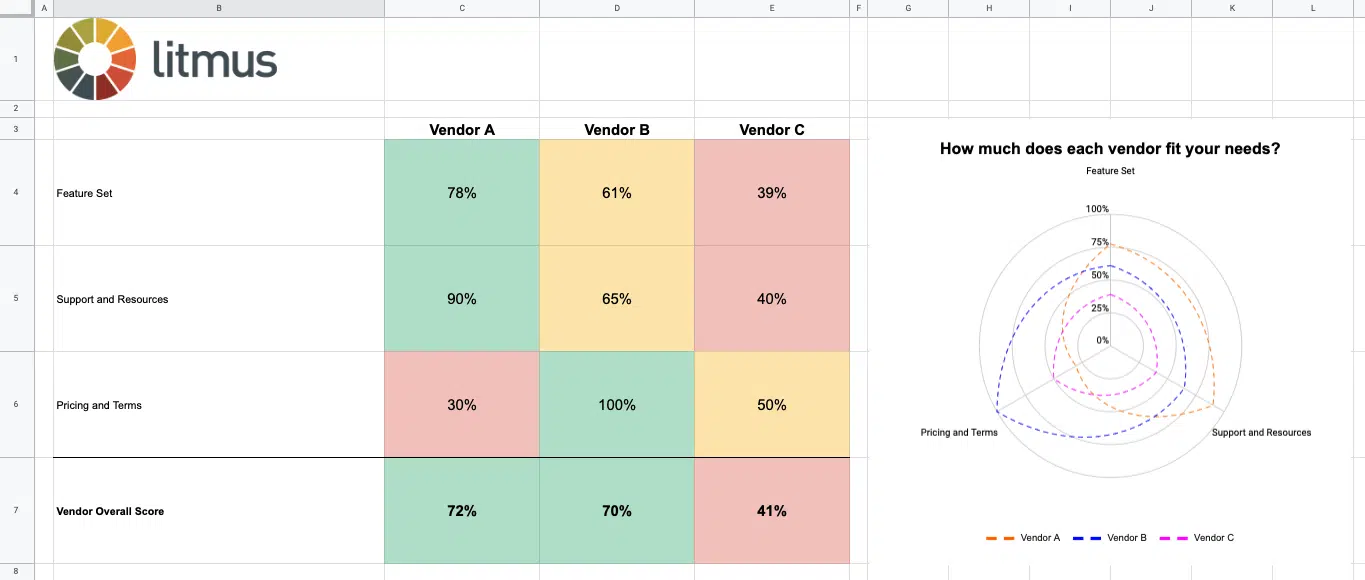 A B C D E F G H I J K L
1
litmus
2
3
Vendor A Vendor B Vendor C
4
Feature Set 78% 61% 39%
5
Support and Resources 90% 65% 40%
6
Pricing and Terms 30% 100% 50%
7
Vendor Overall Score 72% 70% 41%
8
How much does each vendor fit your needs?
Feature Set
100%
75%
50%
25%
0%
Pricing and Terms
Support and Resources
Vendor A Vendor B Vendor C